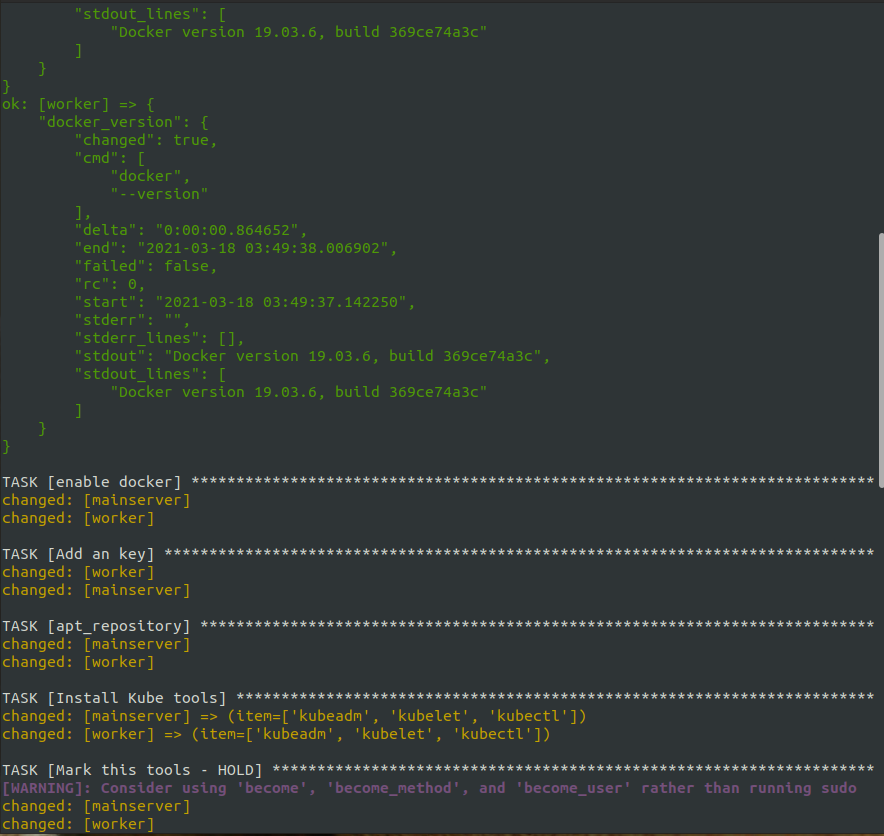 "stdout_lines": [
"Docker version 19.03.6, build 369ce74a3c"
]
}
}
ok: [worker] => {
"docker_version": {
"changed": true,
"cmd": [
"docker",
"--version"
],
"delta": "0:00:00.864652",
"end": "2021-03-18 03:49:38.006902",
"failed": false,
"rc": 0,
"start": "2021-03-18 03:49:37.142250",
"stderr": "",
"stderr_lines": [],
"stdout": "Docker version 19.03.6, build 369ce74a3c",
"stdout_lines": [
"Docker version 19.03.6, build 369ce74a3c"
]
}
}
TASK [enable docker] ****************************************************************************
changed: [mainserver]
changed: [worker]
TASK [Add an key] *******************************************************************************
changed: [worker]
changed: [mainserver]
TASK [apt_repository] ***************************************************************************
changed: [mainserver]
changed: [worker]
TASK [Install Kube tools] ***********************************************************************
changed: [mainserver] => (item=['kubeadm', 'kubelet', 'kubectl'])
changed: [worker] => (item=['kubeadm', 'kubelet', 'kubectl'])
TASK [Mark this tools - HOLD] *******************************************************************
[WARNING]: Consider using 'become', 'become_method', and 'become_user' rather than running sudo
changed: [mainserver]
changed: [worker]